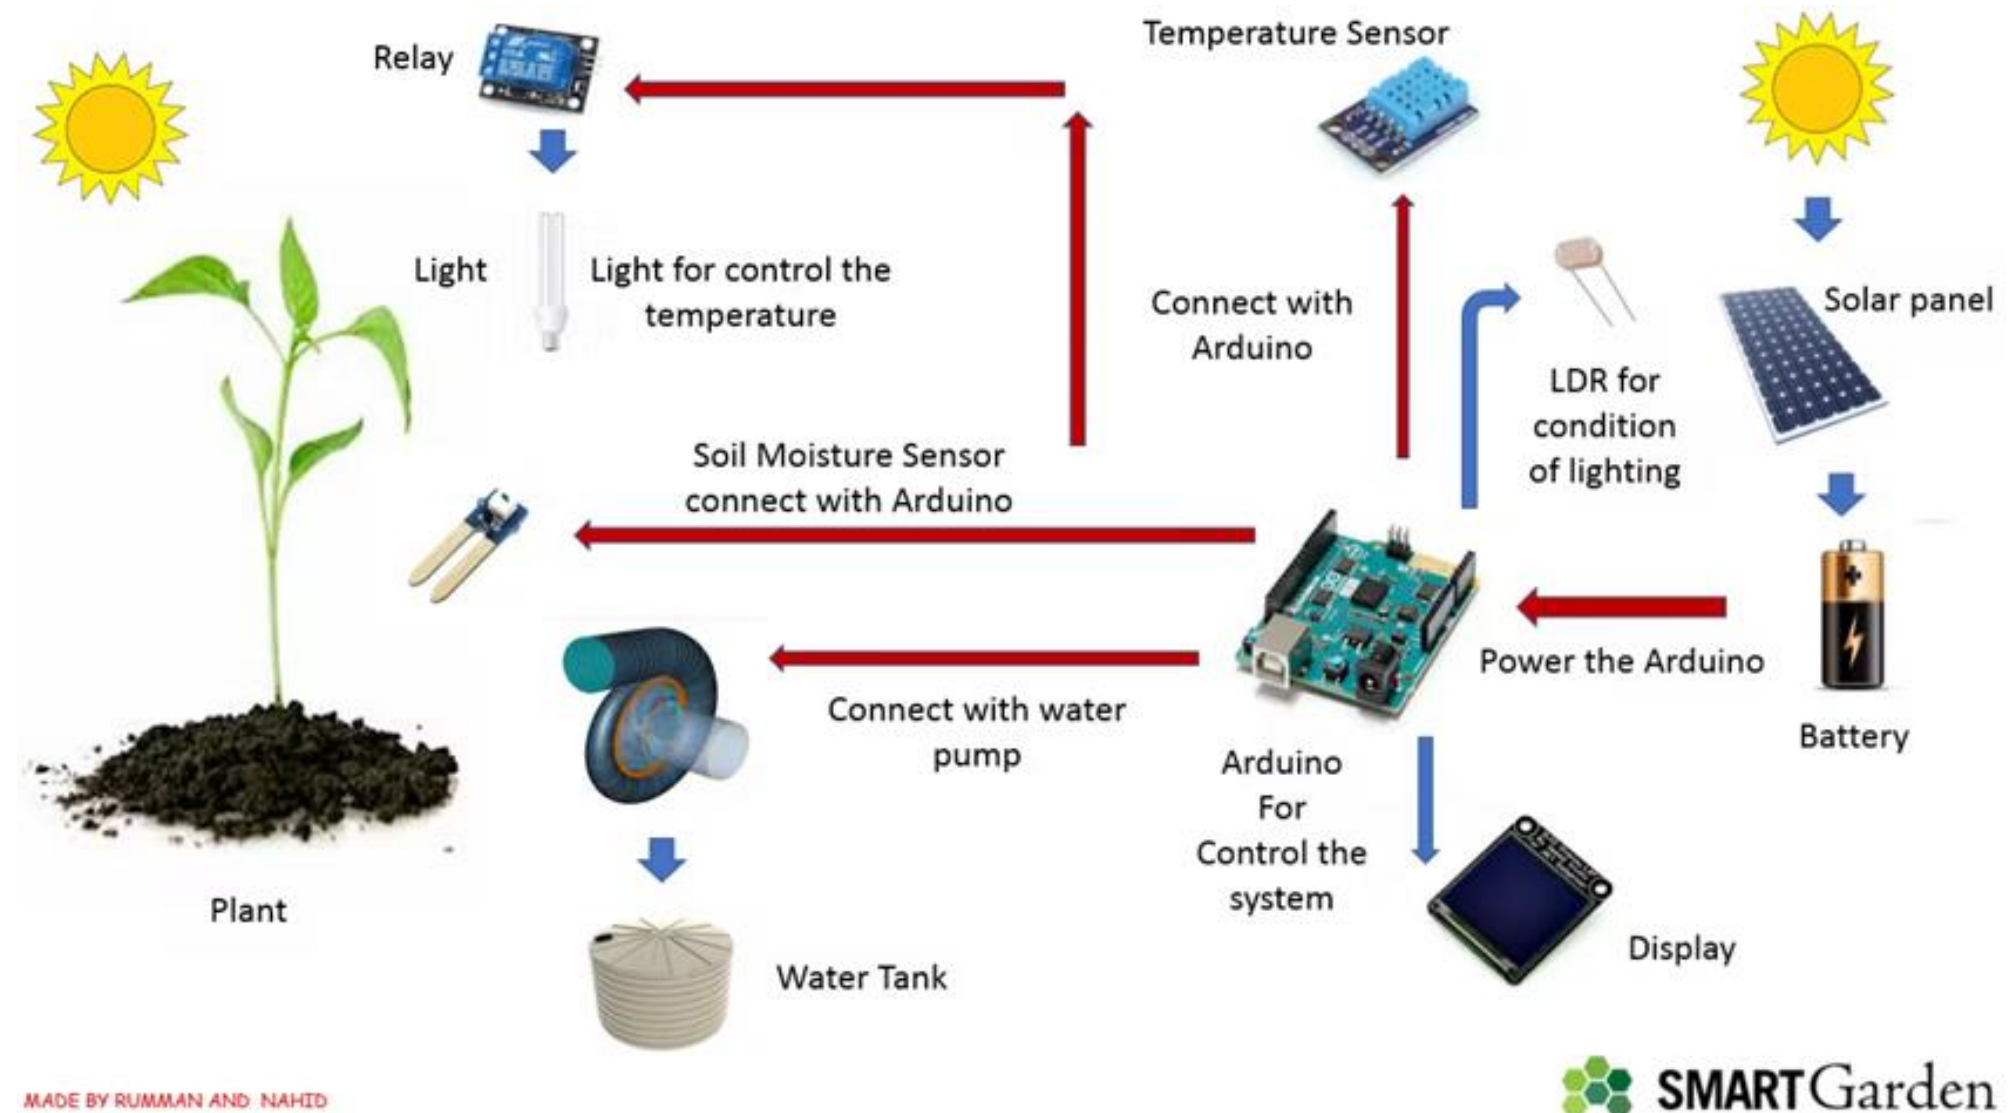 Relay
Temperature Sensor
Light
Light for control the
temperature
Connect with
Arduino
Solar panel
LDR for
condition
of lighting
Soil Moisture Sensor
connect with Arduino
Power the Arduino
Connect with water
pump
Battery
Arduino
For
Control the
system
Plant
Display
Water Tank
MADE BY RUMMAN AND NAHID
SMARTGarden